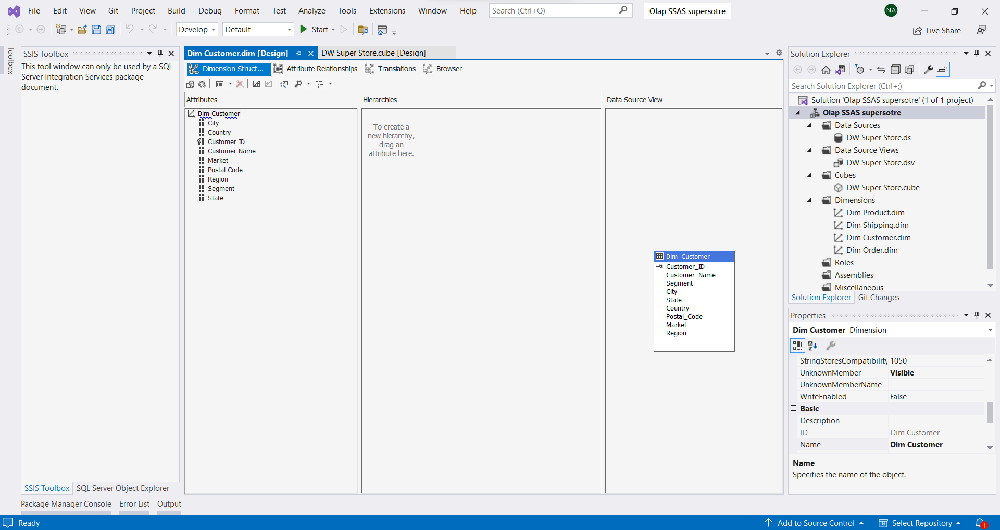 File Edit View Git Project Build Debug Format Test Analyze Tools Extensions Window Help Search (Ctrl+Q) Olap SSAS supersotre NA
Develop Default Start Live Share
Toolbox
SSIS Toolbox
This tool window can only be used by a SQL
Server Integration Services package
document.
SSIS Toolbox SQL Server Object Explorer
Dim Customer.dim [Design] DW Super Store.cube [Design]
Dimension Struct... Attribute Relationships Translations Browser
Attributes
Dim Customer
City
Country
Customer ID
Customer Name
Market
Postal Code
Region
Segment
State
Hierarchies
To create a
new hierarchy,
drag an
attribute here.
Data Source View
Dim_Customer
Customer_ID
Customer_Name
Segment
City
State
Country
Postal_Code
Market
Region
Solution Explorer
Search Solution Explorer (Ctrl+;)
Solution 'Olap SSAS supersotre' (1 of 1 project)
Olap SSAS supersotre
Data Sources
DW Super Store.ds
Data Source Views
DW Super Store.dsv
Cubes
DW Super Store.cube
Dimensions
Dim Product.dim
Dim Shipping.dim
Dim Customer.dim
Dim Order.dim
Roles
Assemblies
Miscellaneous
Solution Explorer Git Changes
Properties
Dim Customer Dimension
StringStoresCompatibility 1050
UnknownMember Visible
UnknownMemberName
WriteEnabled False
Basic
Description
ID Dim Customer
Name Dim Customer
Name
Specifies the name of the object.
Package Manager Console Error List Output
Ready Add to Source Control Select Repository 1